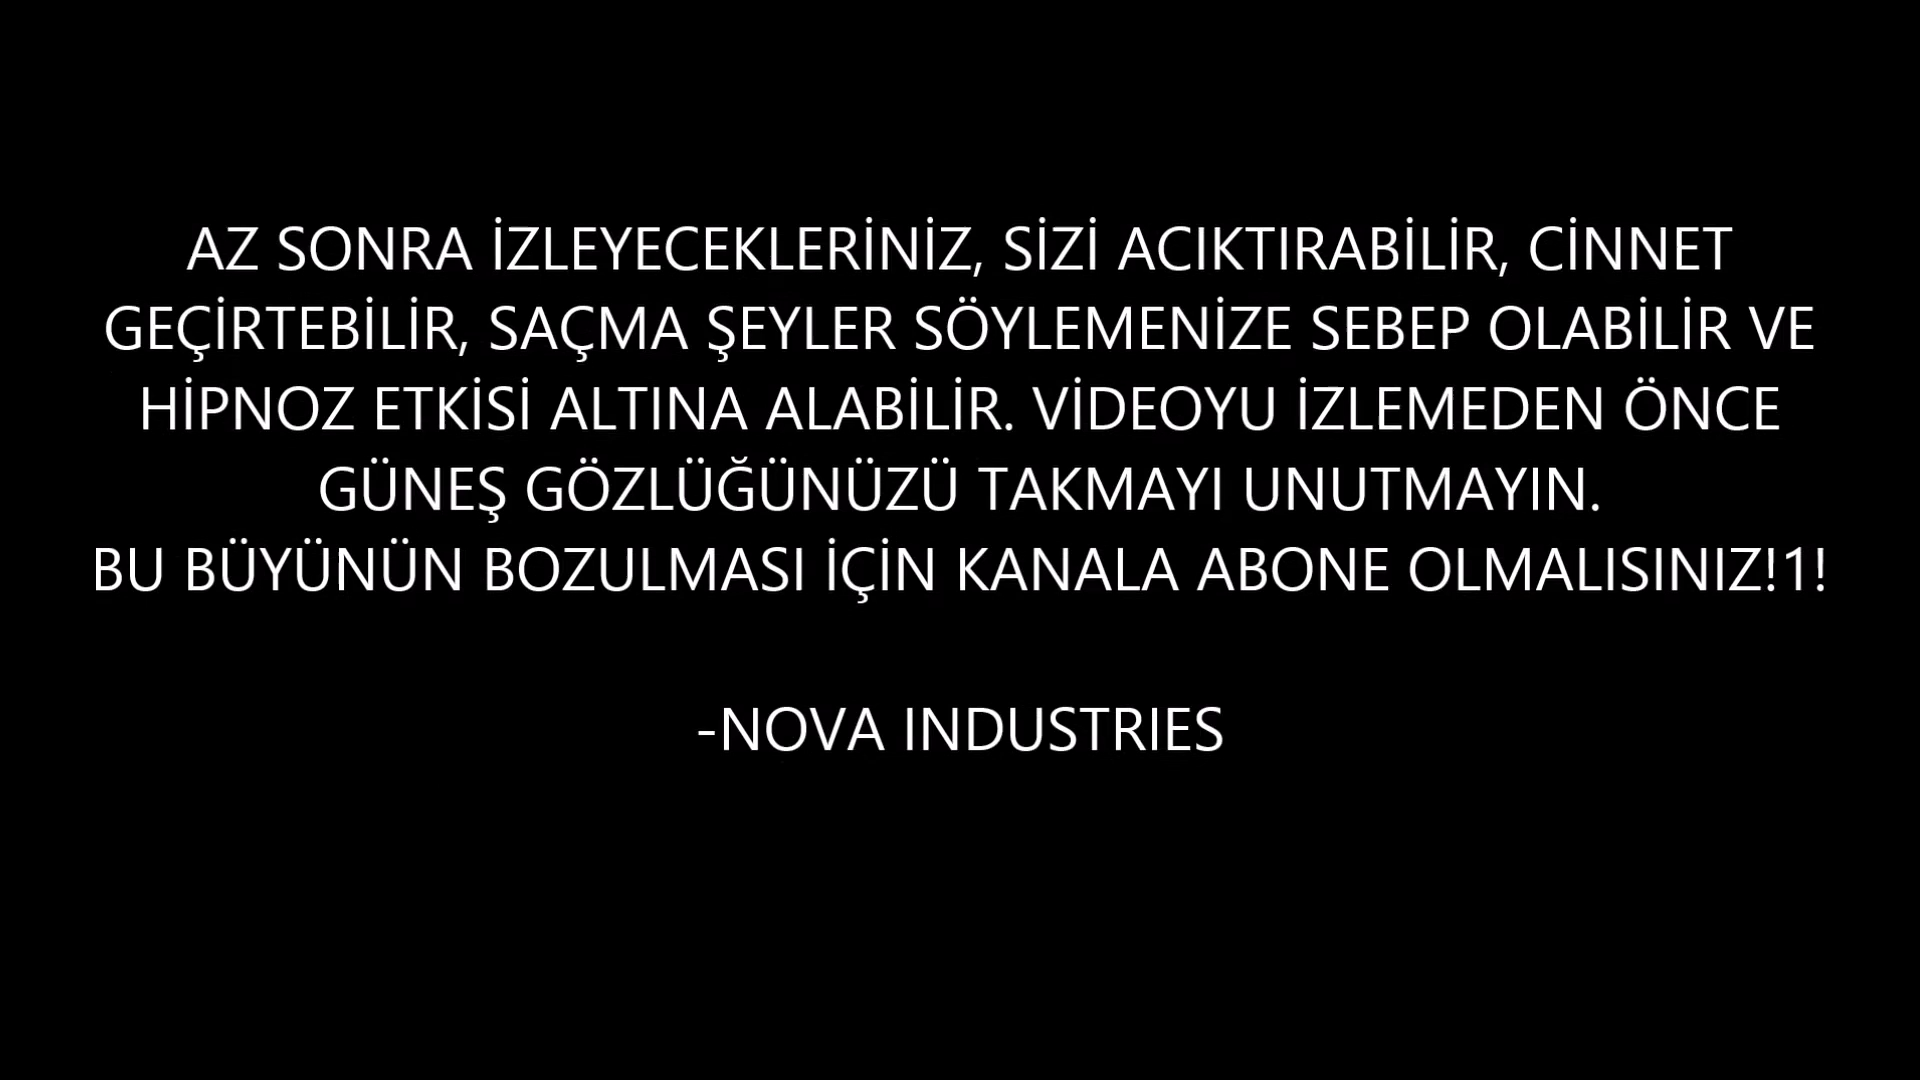 AZ SONRA İZLEYECEKLERİNİZ, SİZİ ACIKTIRABİLİR, CİNNET
GEÇİRTEBİLİR, SAÇMA ŞEYLER SÖYLEMENİZE SEBEP OLABİLİR VE
HİPNOZ ETKİSİ ALTINA ALABİLİR. VİDEOYU İZLEMEDEN ÖNCE
GÜNEŞ GÖZLÜĞÜNÜZÜ TAKMAYI UNUTMAYIN.
BU BÜYÜNÜN BOZULMASI İÇİN KANALA ABONE OLMALISINIZ!1!
-NOVA INDUSTRIES